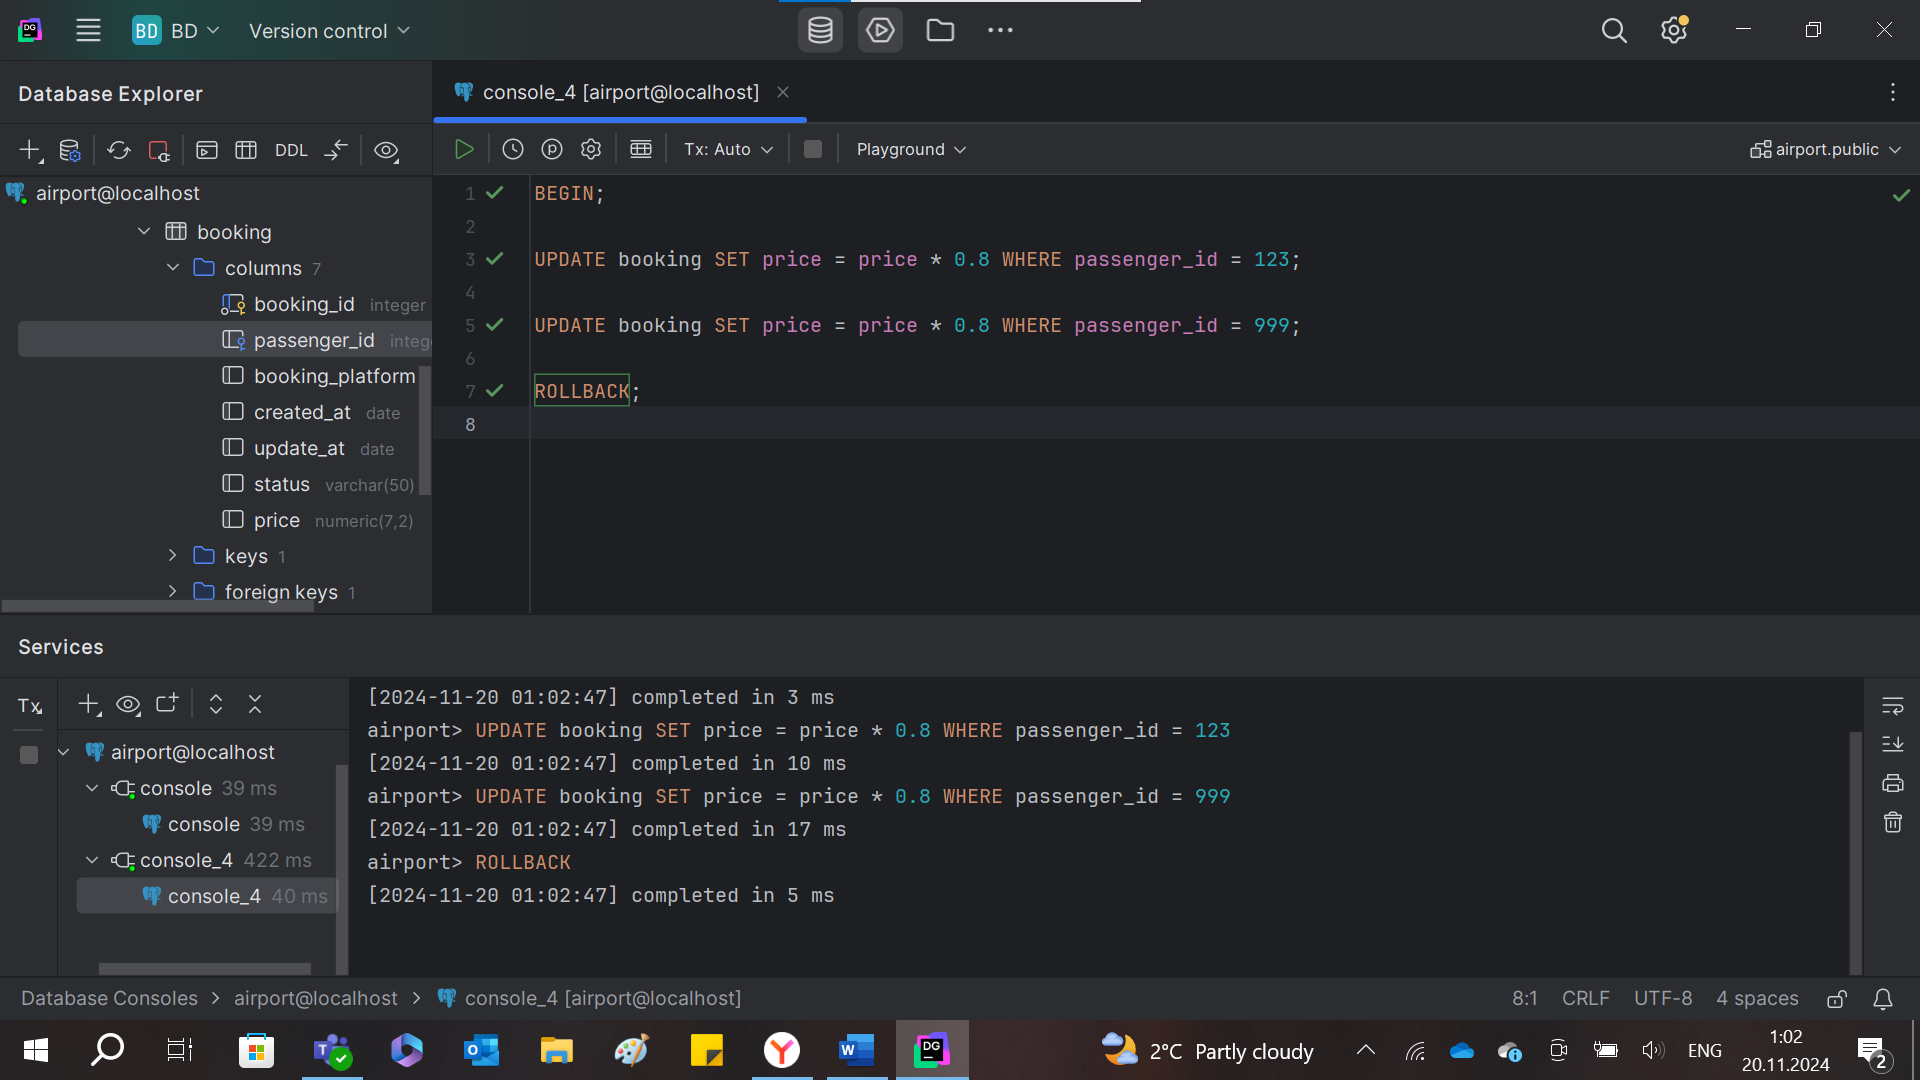 BD BD Version control
Database Explorer
console_4 [airport@localhost]
DDL
Tx: Auto
Playground
airport.public
airport@localhost
booking
columns 7
booking_id integer
passenger_id integ
booking_platform
created_at date
update_at date
status varchar(50)
price numeric(7,2)
keys 1
foreign keys 1
1 BEGIN;
2
3 UPDATE booking SET price = price * 0.8 WHERE passenger_id = 123;
4
5 UPDATE booking SET price = price * 0.8 WHERE passenger_id = 999;
6
7 ROLLBACK;
8
Services
Tx
airport@localhost
console 39 ms
console 39 ms
console_4 422 ms
console_4 40 ms
[2024-11-20 01:02:47] completed in 3 ms
airport> UPDATE booking SET price = price * 0.8 WHERE passenger_id = 123
[2024-11-20 01:02:47] completed in 10 ms
airport> UPDATE booking SET price = price * 0.8 WHERE passenger_id = 999
[2024-11-20 01:02:47] completed in 17 ms
airport> ROLLBACK
[2024-11-20 01:02:47] completed in 5 ms
Database Consoles > airport@localhost > console_4 [airport@localhost]
8:1 CRLF UTF-8 4 spaces
2°C Partly cloudy
ENG
1:02
20.11.2024
2